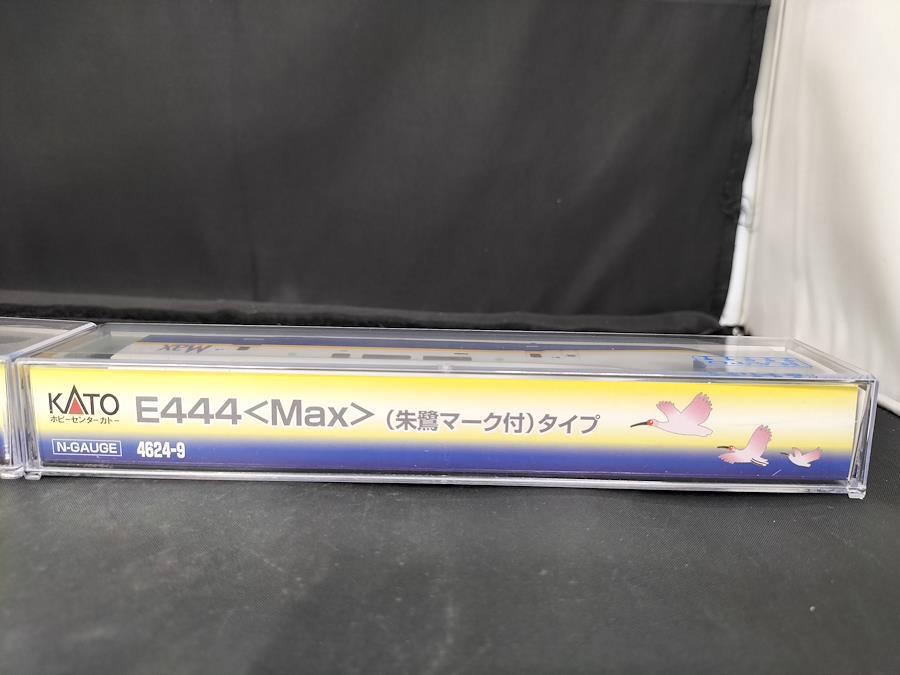 Max
KATO
ホビーセンターカトー
E444<Max>(朱鷺マーク付)タイプ
N-GAUGE
4624-9